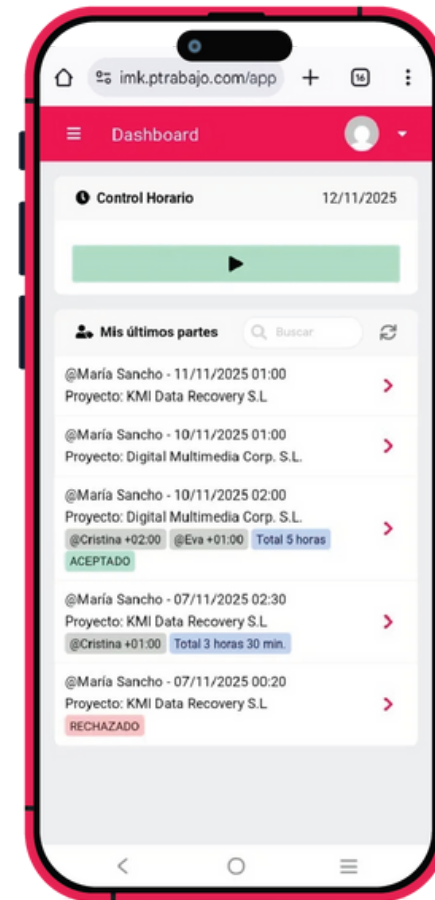 imk.ptrabajo.com/app
16
Dashboard
Control Horario 12/11/2025
Mis últimos partes Buscar
@María Sancho - 11/11/2025 01:00
Proyecto: KMI Data Recovery S.L
@María Sancho - 10/11/2025 01:00
Proyecto: Digital Multimedia Corp. S.L.
@María Sancho - 10/11/2025 02:00
Proyecto: Digital Multimedia Corp. S.L.
@Cristina +02:00 @Eva +01:00 Total 5 horas
ACEPTADO
@María Sancho - 07/11/2025 02:30
Proyecto: KMI Data Recovery S.L
@Cristina +01:00 Total 3 horas 30 min.
@María Sancho - 07/11/2025 00:20
Proyecto: KMI Data Recovery S.L
RECHAZADO